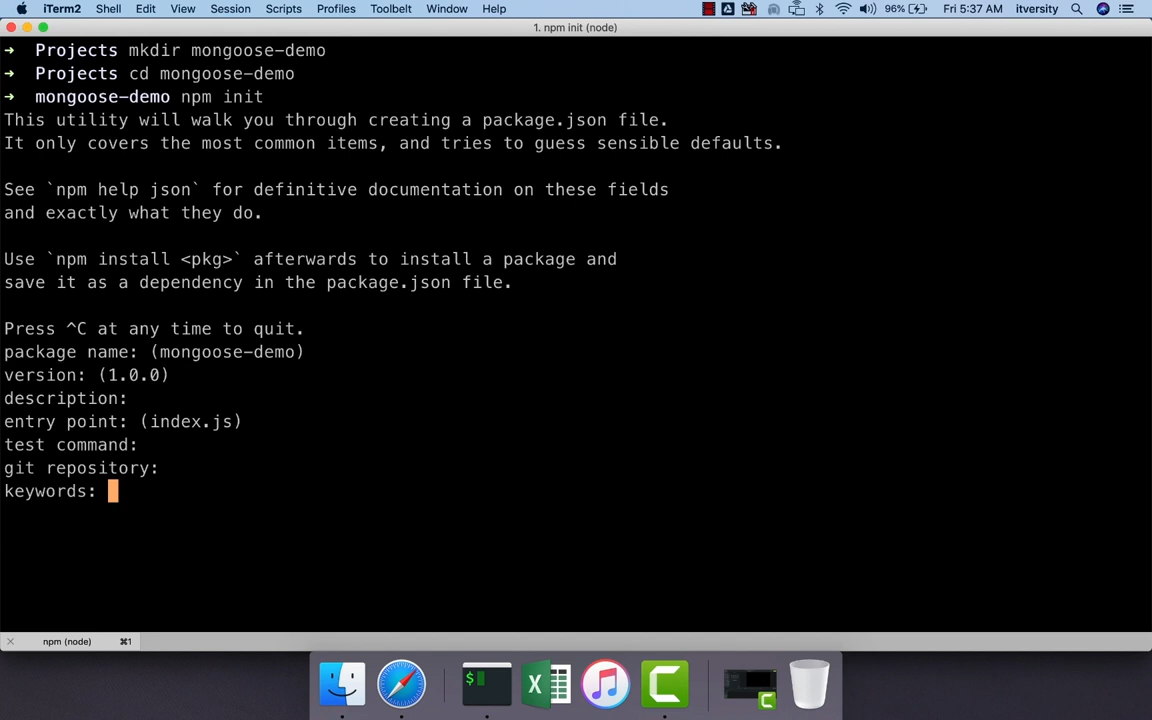 iTerm2 Shell Edit View Session Scripts Profiles Toolbelt Window Help 96% Fri 5:37 AM itversity
1. npm init (node)
➜ Projects mkdir mongoose-demo
➜ Projects cd mongoose-demo
➜ mongoose-demo npm init
This utility will walk you through creating a package.json file.
It only covers the most common items, and tries to guess sensible defaults.
See `npm help json` for definitive documentation on these fields
and exactly what they do.
Use `npm install <pkg>` afterwards to install a package and
save it as a dependency in the package.json file.
Press ^C at any time to quit.
package name: (mongoose-demo)
version: (1.0.0)
description:
entry point: (index.js)
test command:
git repository:
keywords:
npm (node) ⌘1